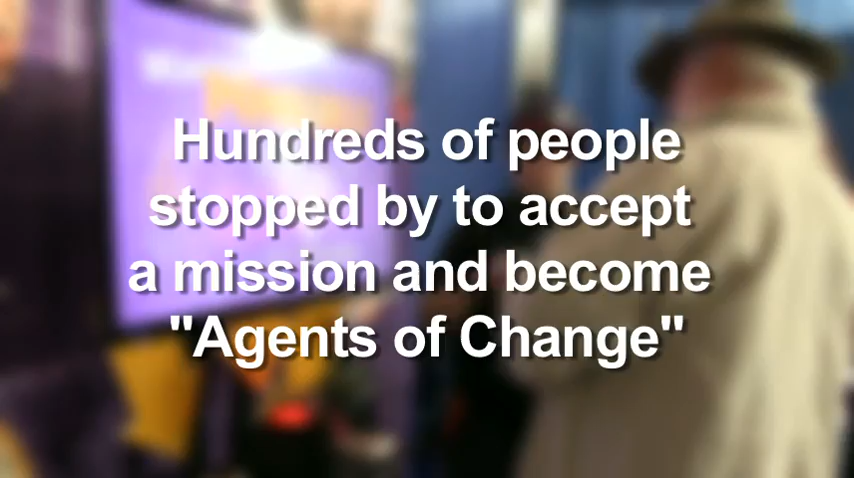 Hundreds of people
stopped by to accept
a mission and become
"Agents of Change"